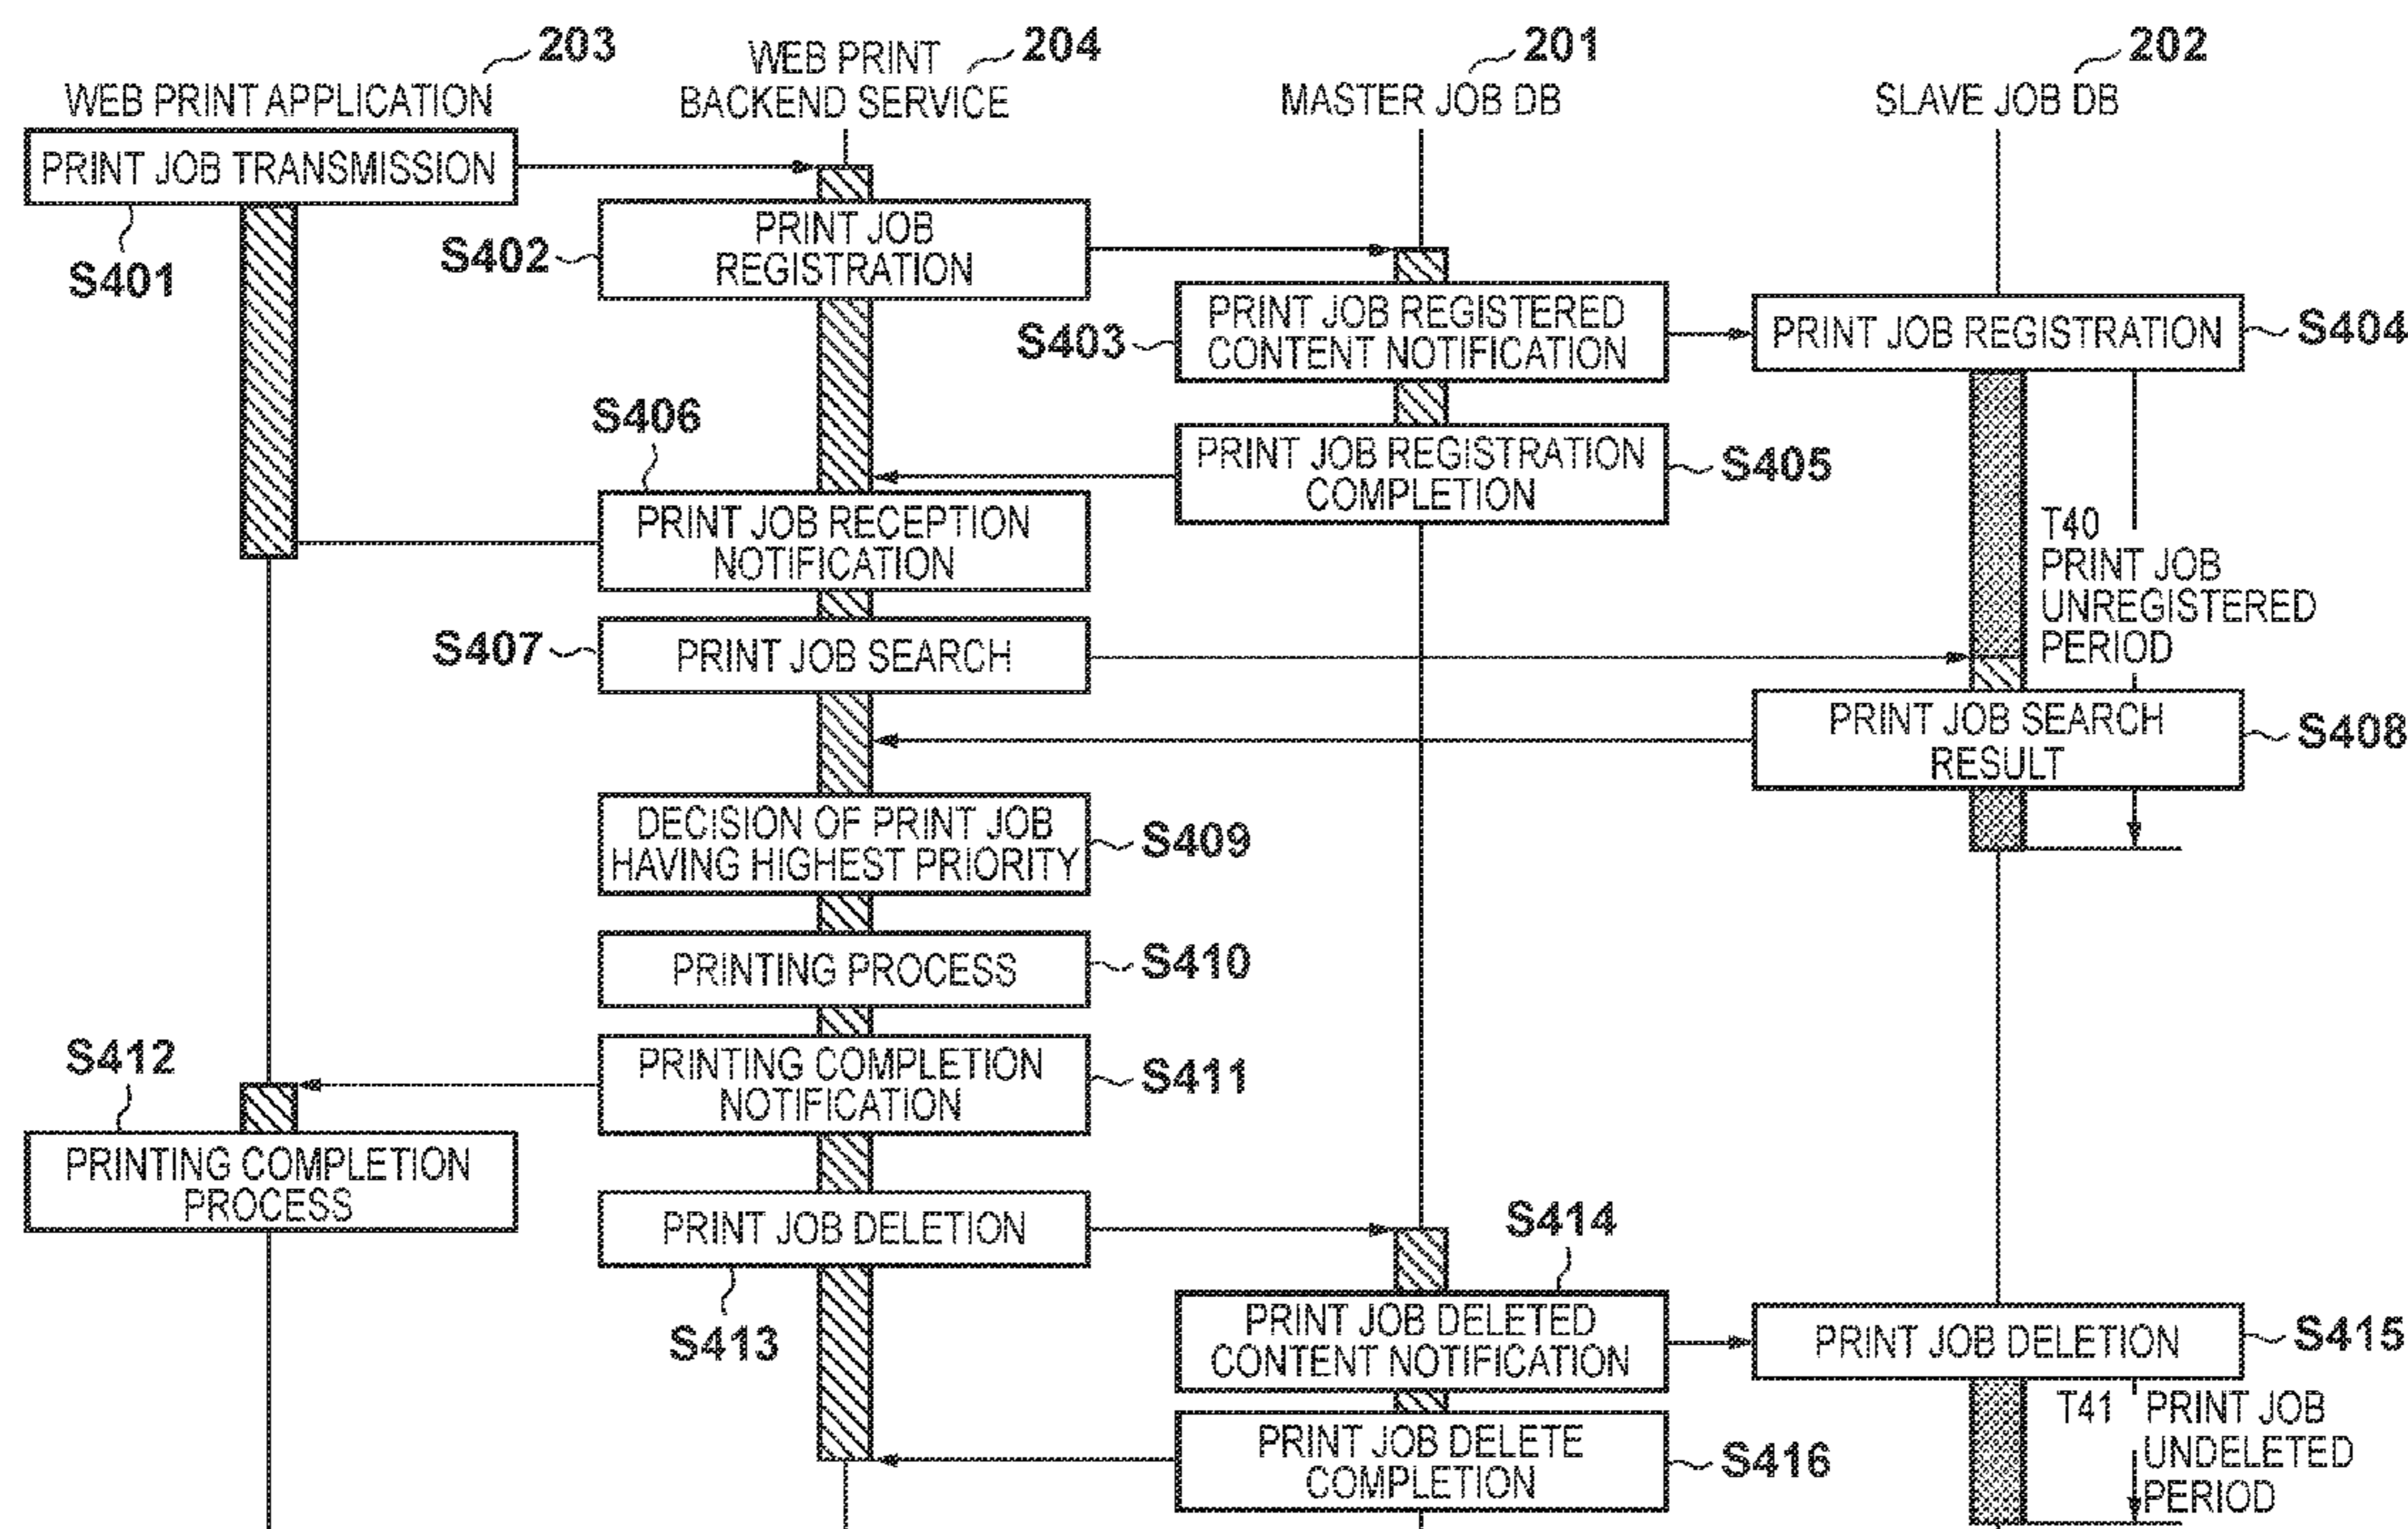 203
WEB PRINT APPLICATION
WEB PRINT
BACKEND SERVICE
204
201
MASTER JOB DB
202
SLAVE JOB DB
PRINT JOB TRANSMISSION
S401
S402
PRINT JOB
REGISTRATION
S403
PRINT JOB REGISTERED
CONTENT NOTIFICATION
PRINT JOB REGISTRATION
S404
S406
PRINT JOB REGISTRATION
COMPLETION
S405
PRINT JOB RECEPTION
NOTIFICATION
T40
PRINT JOB
UNREGISTERED
PERIOD
S407
PRINT JOB SEARCH
PRINT JOB SEARCH
RESULT
S408
DECISION OF PRINT JOB
HAVING HIGHEST PRIORITY
S409
PRINTING PROCESS
S410
S412
PRINTING COMPLETION
NOTIFICATION
S411
PRINTING COMPLETION
PROCESS
PRINT JOB DELETION
S413
S414
PRINT JOB DELETED
CONTENT NOTIFICATION
PRINT JOB DELETION
S415
PRINT JOB DELETE
COMPLETION
S416
T41
PRINT JOB
UNDELETED
PERIOD